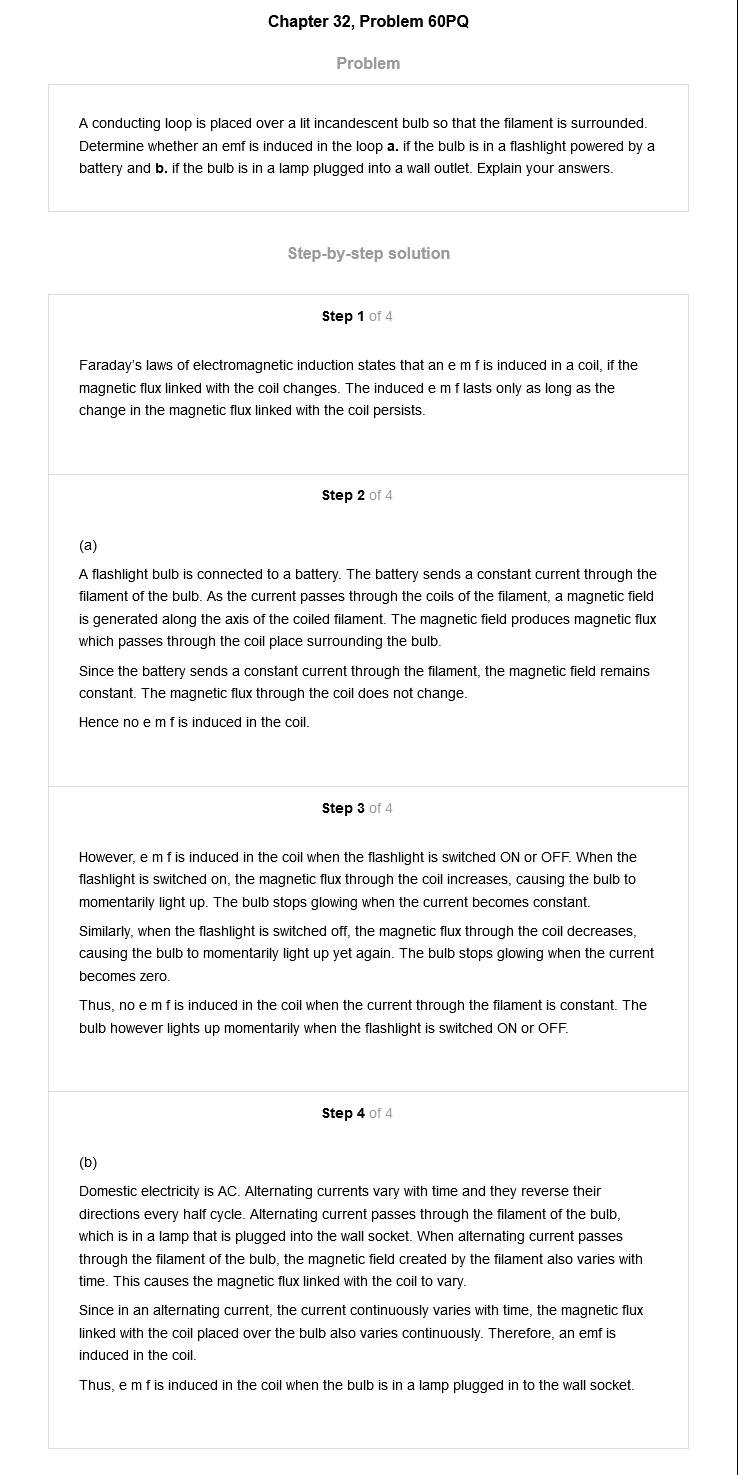 Chapter 32, Problem 60PQ
Problem
A conducting loop is placed over a lit incandescent bulb so that the filament is surrounded.
Determine whether an emf is induced in the loop a. if the bulb is in a flashlight powered by a
battery and b. if the bulb is in a lamp plugged into a wall outlet. Explain your answers.
Step-by-step solution
Step 1 of 4
Faraday's laws of electromagnetic induction states that an e m f is induced in a coil, if the
magnetic flux linked with the coil changes. The induced e m f lasts only as long as the
change in the magnetic flux linked with the coil persists.
Step 2 of 4
(a)
A flashlight bulb is connected to a battery. The battery sends a constant current through the
filament of the bulb. As the current passes through the coils of the filament, a magnetic field
is generated along the axis of the coiled filament. The magnetic field produces magnetic flux
which passes through the coil place surrounding the bulb.
Since the battery sends a constant current through the filament, the magnetic field remains
constant. The magnetic flux through the coil does not change.
Hence no e m f is induced in the coil.
Step 3 of 4
However, e m f is induced in the coil when the flashlight is switched ON or OFF. When the
flashlight is switched on, the magnetic flux through the coil increases, causing the bulb to
momentarily light up. The bulb stops glowing when the current becomes constant.
Similarly, when the flashlight is switched off, the magnetic flux through the coil decreases,
causing the bulb to momentarily light up yet again. The bulb stops glowing when the current
becomes zero.
Thus, no e m f is induced in the coil when the current through the filament is constant. The
bulb however lights up momentarily when the flashlight is switched ON or OFF.
Step 4 of 4
(b)
Domestic electricity is AC. Alternating currents vary with time and they reverse their
directions every half cycle. Alternating current passes through the filament of the bulb,
which is in a lamp that is plugged into the wall socket. When alternating current passes
through the filament of the bulb, the magnetic field created by the filament also varies with
time. This causes the magnetic flux linked with the coil to vary.
Since in an alternating current, the current continuously varies with time, the magnetic flux
linked with the coil placed over the bulb also varies continuously. Therefore, an emf is
induced in the coil.
Thus, e m f is induced in the coil when the bulb is in a lamp plugged in to the wall socket.